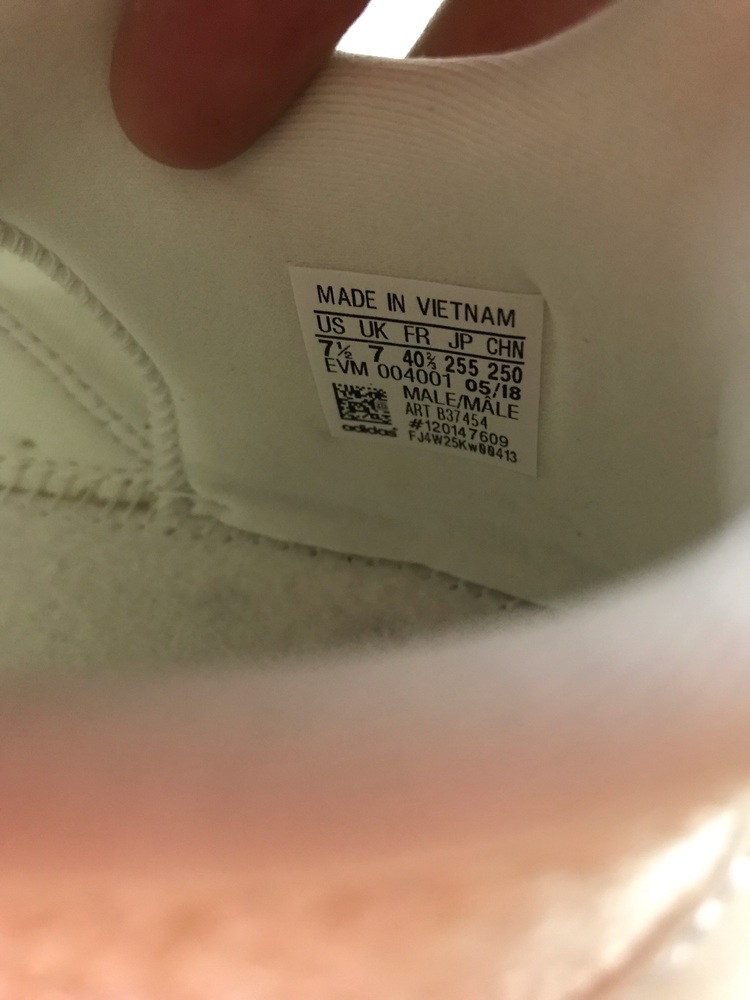 MADE IN VIETNAM
US UK FR JP CHN
7½ 7 40⅔ 255 250
EVM 004001 05/18
MALE/MÂLE
ART B37454
#120147609
FJ4W25Kw00413
adidas